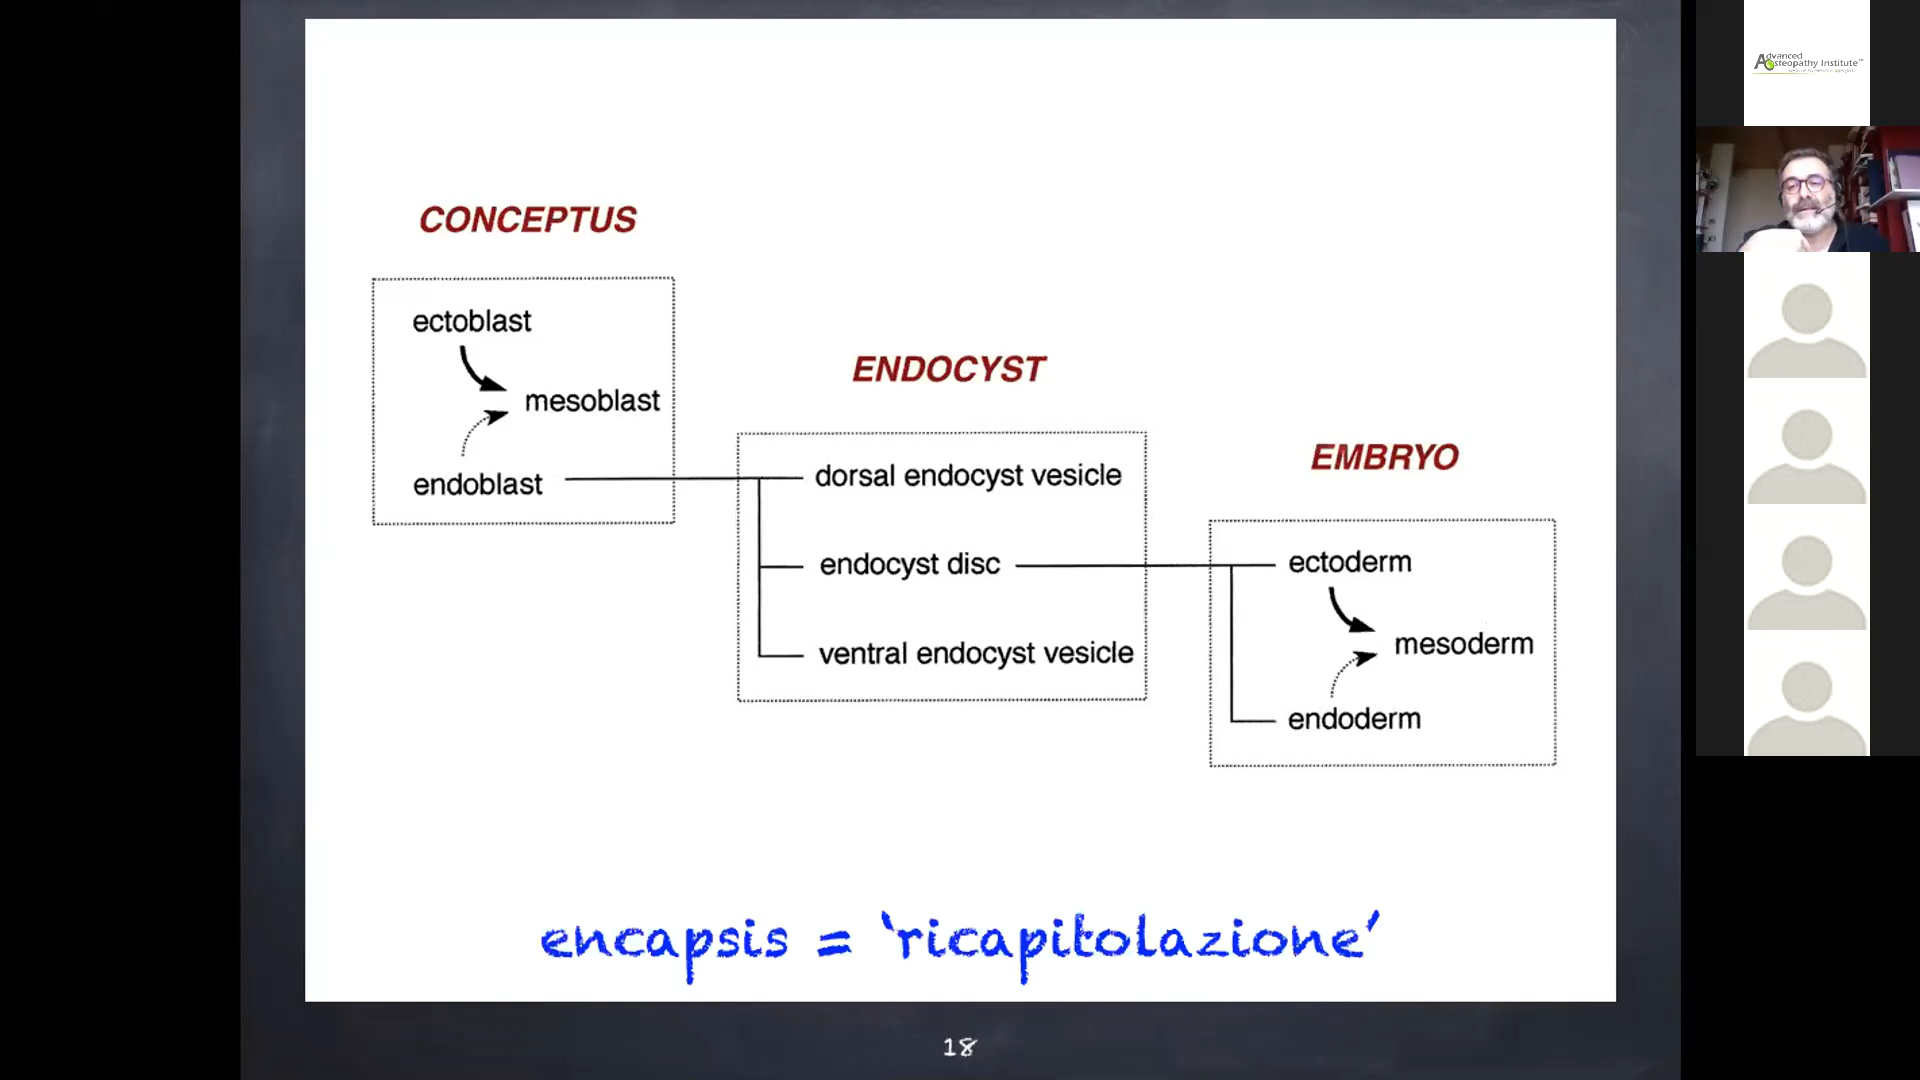 CONCEPTUS
ectoblast
mesoblast
endoblast
ENDOCYST
dorsal endocyst vesicle
endocyst disc
ventral endocyst vesicle
EMBRYO
ectoderm
mesoderm
endoderm
encapsis = ‘ricapitolazione’
18
Advanced
Osteopathy Institute